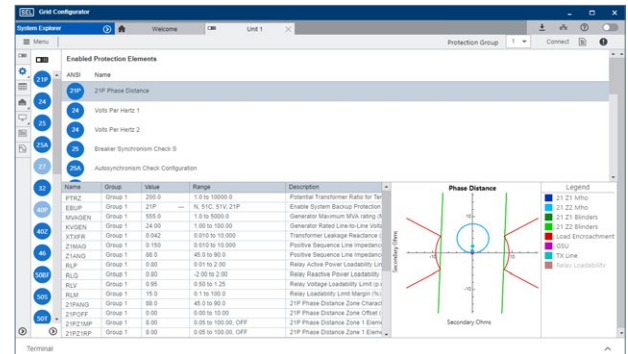 SEL Grid Configurator
System Explorer
Welcome
Unit 1
Menu
Protection Group 1
Connect
Enabled Protection Elements
ANSI Name
21P 21P Phase Distance
24 Volts Per Hertz 1
24 Volts Per Hertz 2
25 Breaker Synchronism Check S
25A Autosynchronism Check Configuration
21P
24
25
25A
27
32
40P
40Z
46
50BF
50S
50T
Name Group Value Range Description
PTRZ Group 1 200.0 1.0 to 10000.0 Potential Transformer Ratio for Ter
EBUP Group 1 21P N, 51C, 51V, 21P Enable System Backup Protection
MVAGEN Group 1 555.0 1.0 to 5000.0 Generator Maximum MVA rating (M
KVGEN Group 1 24.00 1.00 to 100.00 Generator Rated Line-to-Line Volta
XTXFR Group 1 0.042 0.010 to 10.000 Transformer Leakage Reactance (
Z1MAG Group 1 0.150 0.010 to 10.000 Positive Sequence Line Impedanc
Z1ANG Group 1 88.0 45.0 to 90.0 Positive Sequence Line Impedanc
RLP Group 1 0.80 0.01 to 2.00 Relay Active Power Loadability Lim
RLQ Group 1 0.80 -2.00 to 2.00 Relay Reactive Power Loadability
RLV Group 1 0.95 0.50 to 1.25 Relay Voltage Loadability Limit (p
RLM Group 1 15.0 0.1 to 100.0 Relay Loadability Limit Margin (%)
21PANG Group 1 88.0 45.0 to 90.0 21P Phase Distance Zone Charact
21POFF Group 1 0.00 0.00 to 10.00 21P Phase Distance Zone Offset (
21PZ1MP Group 1 8.00 0.05 to 100.00, OFF 21P Phase Distance Zone 1 Eleme
21PZ1RP Group 1 8.00 0.05 to 100.00, OFF 21P Phase Distance Zone 1 Eleme
Phase Distance
Secondary Ohms
10
-10
10
-10
Secondary Ohms
Legend
21 Z1 Mho
21 Z2 Mho
21 Z1 Blinders
21 Z2 Blinders
Load Encroachment
GSU
TX Line
Relay Loadability
Terminal